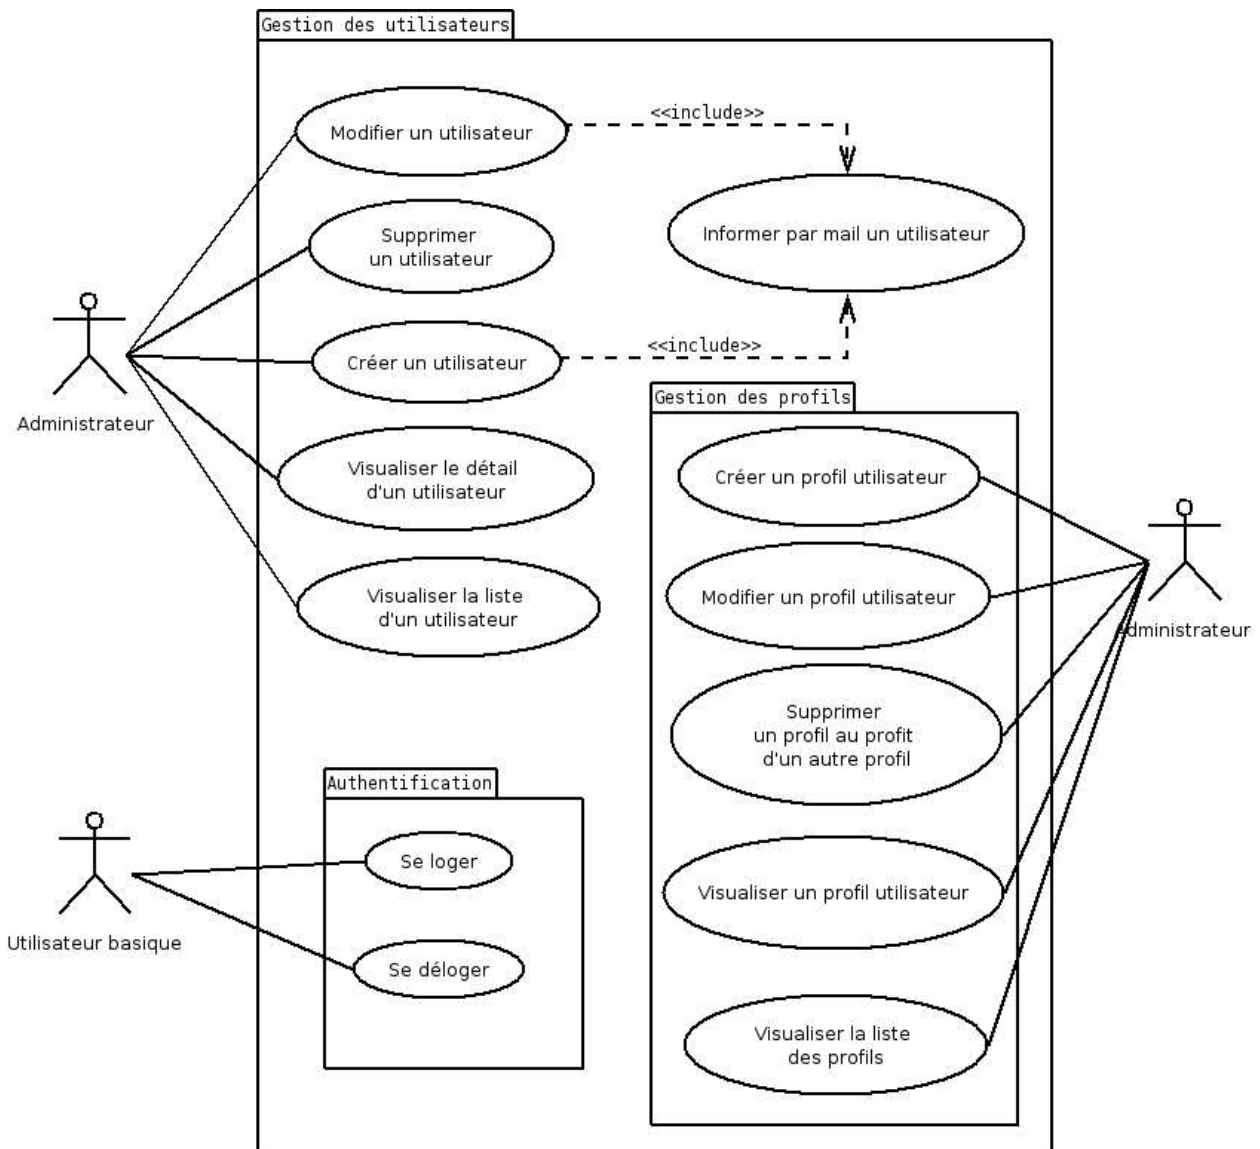 Gestion des utilisateurs
<<include>>
Modifier un utilisateur
Supprimer
un utilisateur
Informer par mail un utilisateur
<<include>>
Créer un utilisateur
Administrateur
Gestion des profils
Visualiser le détail
d'un utilisateur
Créer un profil utilisateur
Visualiser la liste
d'un utilisateur
Modifier un profil utilisateur
Administrateur
Supprimer
un profil au profit
d'un autre profil
Authentification
Se loger
Utilisateur basique
Visualiser un profil utilisateur
Se déloger
Visualiser la liste
des profils